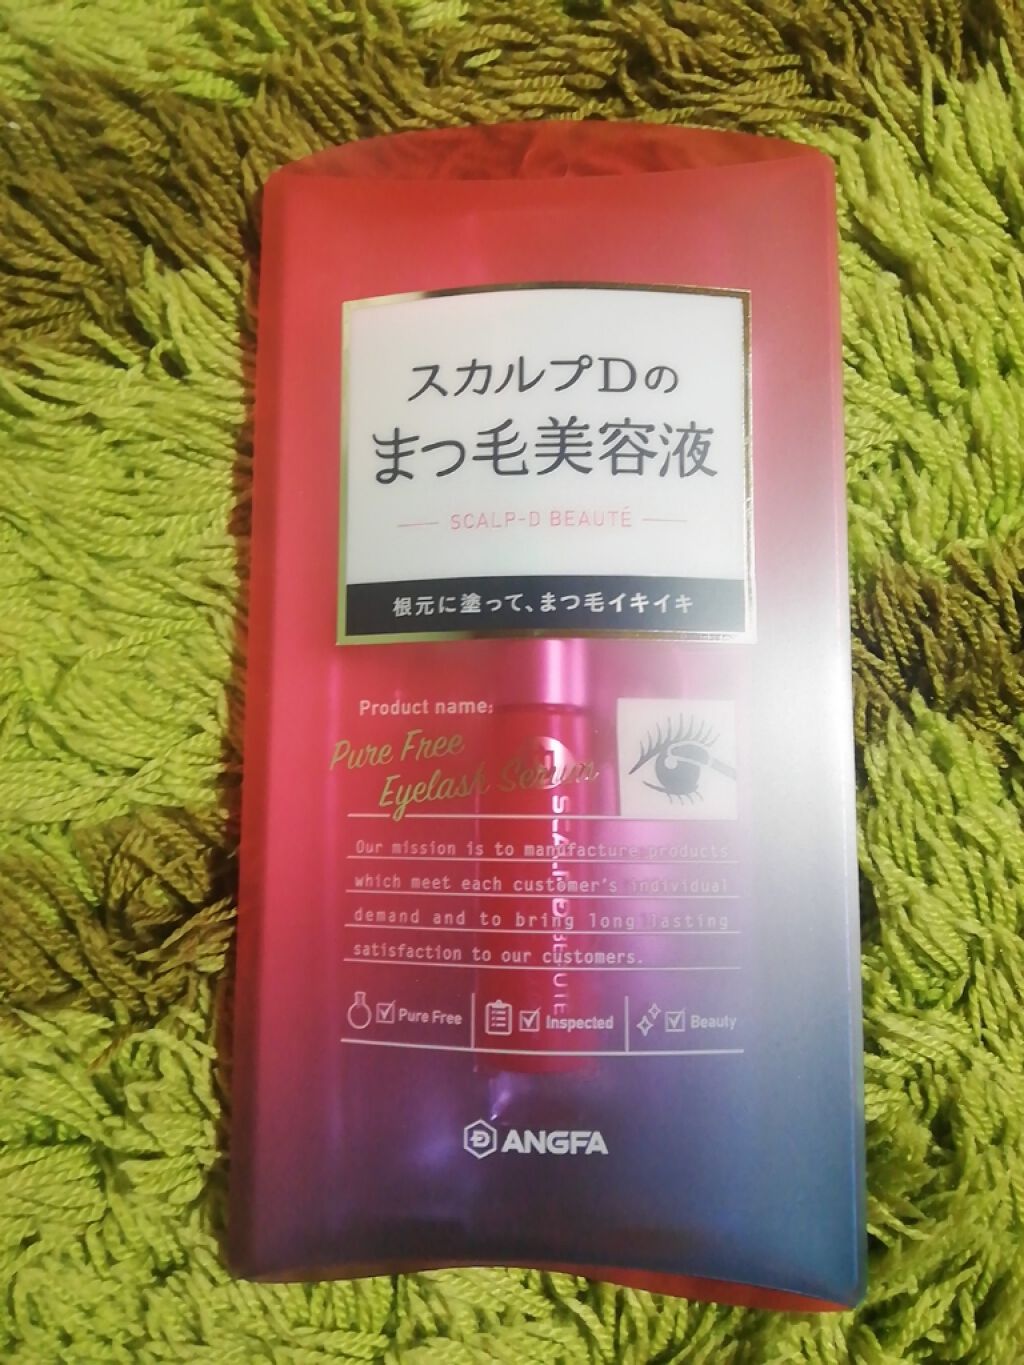 スカルプDの
まつ毛美容液
SCALP-D BEAUTÉ
根元に塗って、まつ毛イキイキ
Product name:
Pure Free
Eyelash Serum
SCALP D BEAUTE
Our mission is to manufacture products
which meet each customer's individual
demand and to bring long lasting
satisfaction to our customers.
Pure Free
Inspected
Beauty
ANGFA